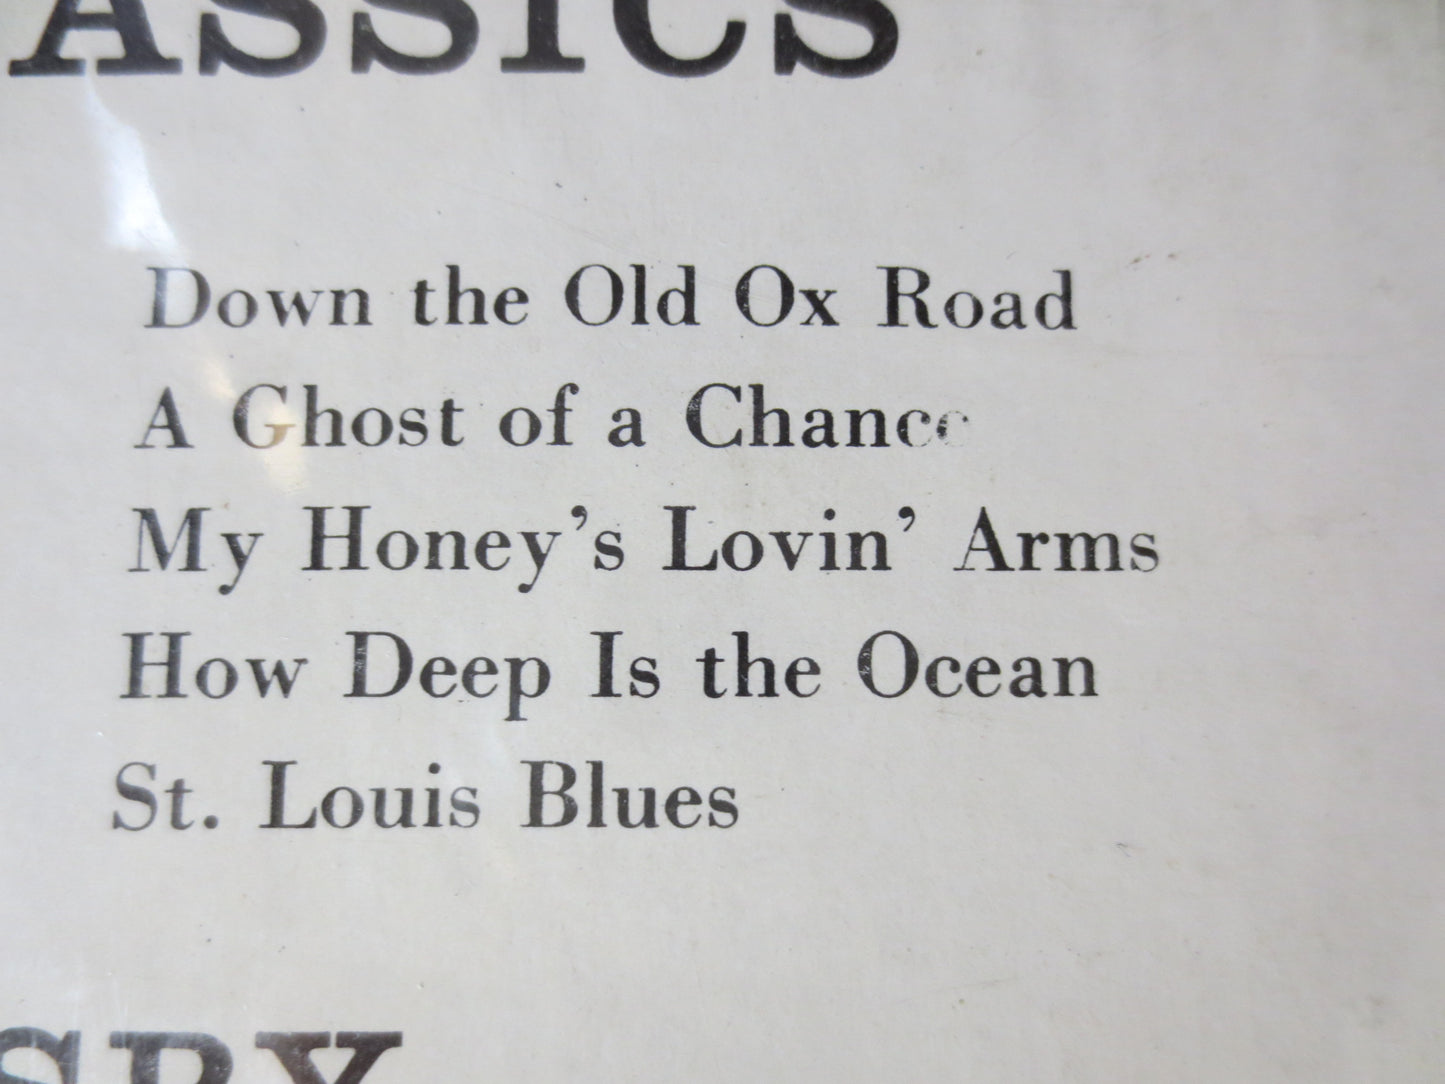 ASSICS
Down the Old Ox Road
A Ghost of a Chance
My Honey's Lovin' Arms
How Deep Is the Ocean
St. Louis Blues
SBY